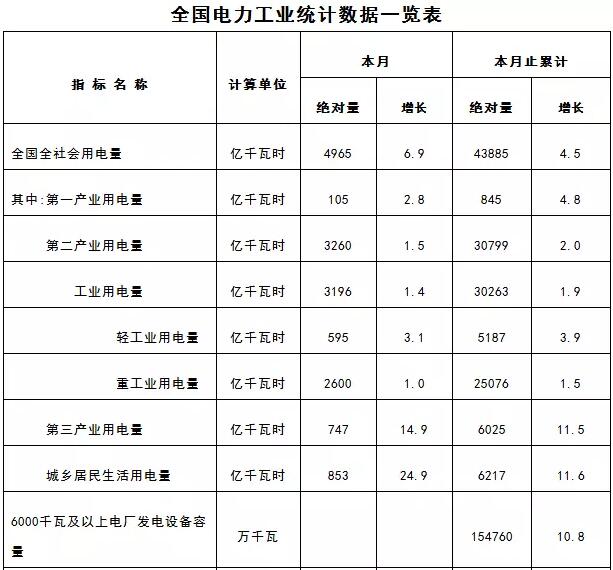 全国电力工业统计数据一览表
指 标 名 称 计算单位 本月 本月止累计
绝对量 增长 绝对量 增长
全国全社会用电量 亿千瓦时 4965 6.9 43885 4.5
其中:第一产业用电量 亿千瓦时 105 2.8 845 4.8
第二产业用电量 亿千瓦时 3260 1.5 30799 2.0
工业用电量 亿千瓦时 3196 1.4 30263 1.9
轻工业用电量 亿千瓦时 595 3.1 5187 3.9
重工业用电量 亿千瓦时 2600 1.0 25076 1.5
第三产业用电量 亿千瓦时 747 14.9 6025 11.5
城乡居民生活用电量 亿千瓦时 853 24.9 6217 11.6
6000千瓦及以上电厂发电设备容
量 万千瓦 154760 10.8